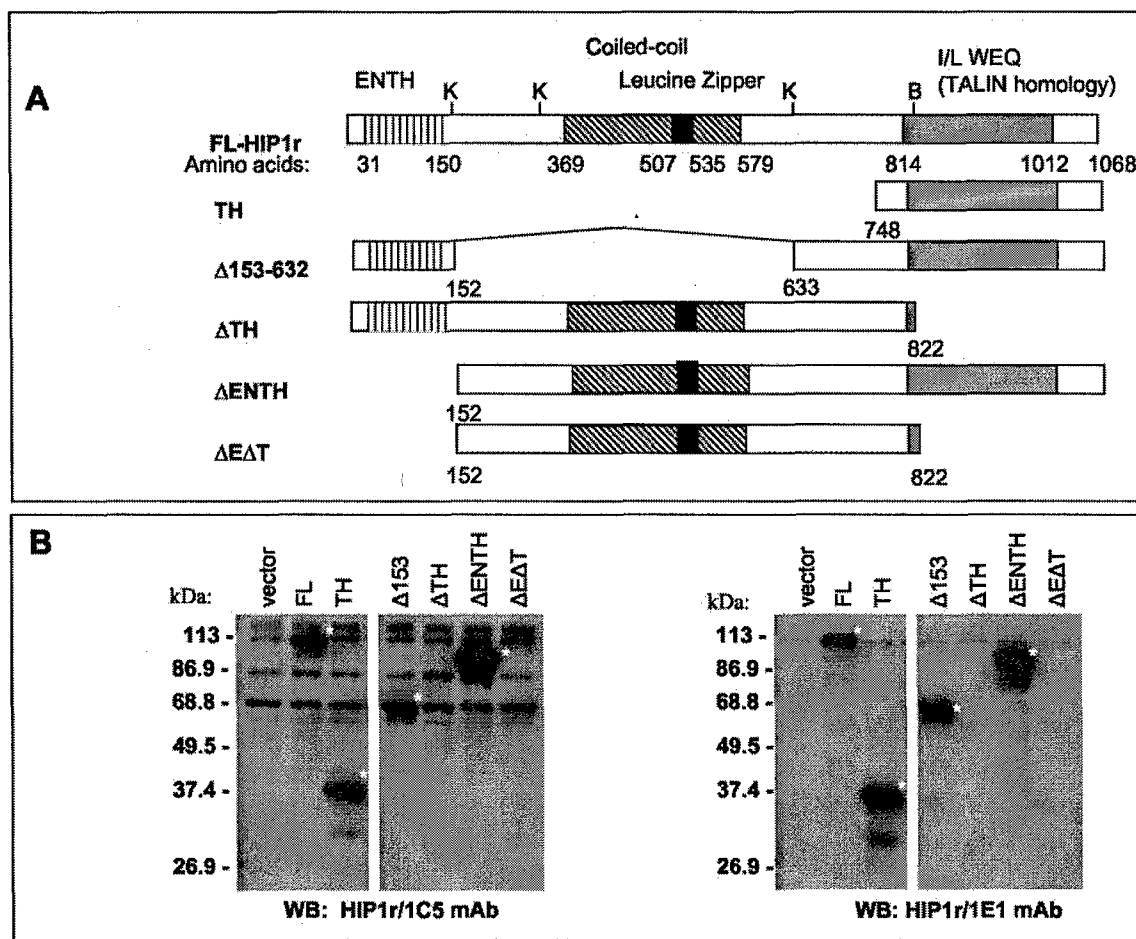 A
Coiled-coil
ENTH
Leucine Zipper
I/L WEQ
(TALIN homology)
K K K B
FL-HIP1r
Amino acids: 31 150 369 507 535 579 814 1012 1068
TH
748
Δ153-632
152 633
ΔTH
822
ΔENTH
152
ΔEΔT
152 822
B
kDa: vector FL TH Δ153 ΔTH ΔENTH ΔEΔT
113 -
86.9 -
68.8 -
49.5 -
37.4 -
26.9 -
WB: HIP1r/1C5 mAb
kDa: vector FL TH Δ153 ΔTH ΔENTH ΔEΔT
113 -
86.9 -
68.8 -
49.5 -
37.4 -
26.9 -
WB: HIP1r/1E1 mAb